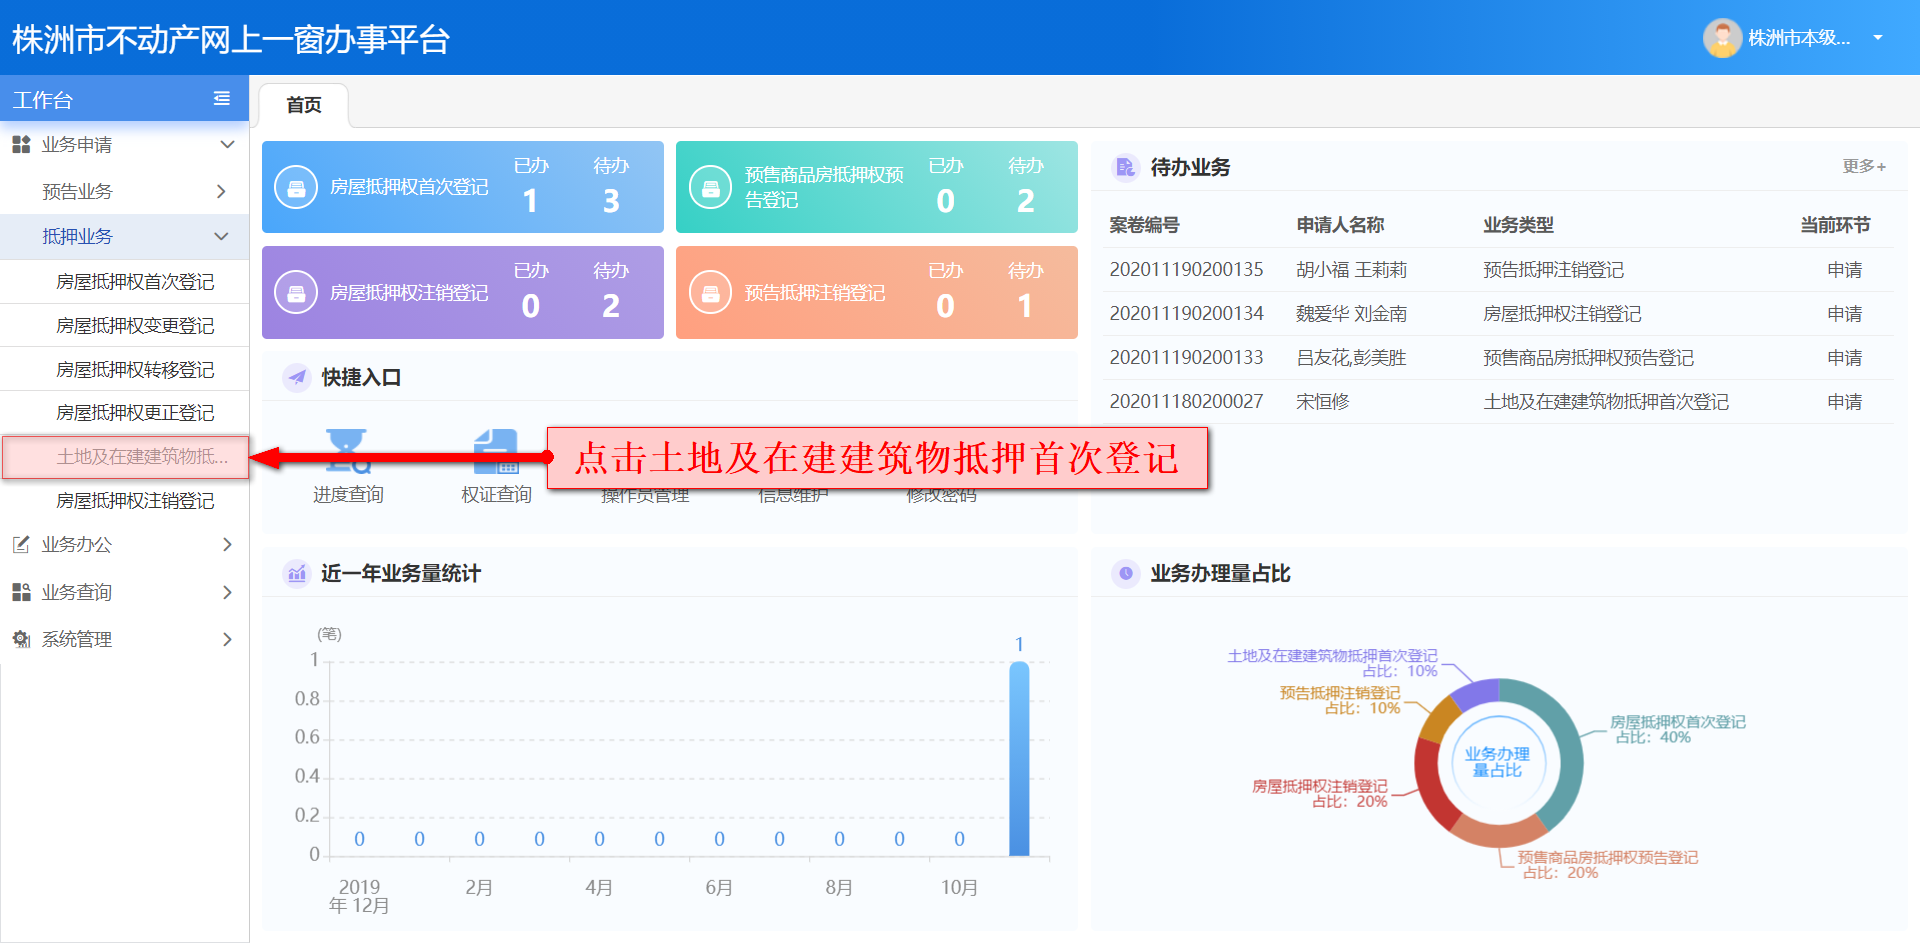 株洲市不动产网上一窗办事平台
株洲市本级...
工作台
首页
业务申请
预告业务
抵押业务
房屋抵押权首次登记
房屋抵押权变更登记
房屋抵押权转移登记
房屋抵押权更正登记
土地及在建建筑物抵...
房屋抵押权注销登记
业务办公
业务查询
系统管理
房屋抵押权首次登记
已办
待办
1
3
预售商品房抵押权预
告登记
已办
待办
0
2
房屋抵押权注销登记
已办
待办
0
2
预告抵押注销登记
已办
待办
0
1
快捷入口
进度查询
权证查询
操作员管理
信息维护
修改密码
点击土地及在建建筑物抵押首次登记
待办业务
更多+
案卷编号 申请人名称 业务类型 当前环节
202011190200135 胡小福 王莉莉 预告抵押注销登记 申请
202011190200134 魏爱华 刘金南 房屋抵押权注销登记 申请
202011190200133 吕友花,彭美胜 预售商品房抵押权预告登记 申请
202011180200027 宋恒修 土地及在建建筑物抵押首次登记 申请
近一年业务量统计
(笔)
1
0.8
0.6
0.4
0.2
0
0 0 0 0 0 0 0 0 0 0 0 1
2019
年 12月
2月 4月 6月 8月 10月
业务办理量占比
土地及在建建筑物抵押首次登记
占比：10%
预告抵押注销登记
占比：10%
房屋抵押权首次登记
占比：40%
业务办理
量占比
房屋抵押权注销登记
占比：20%
预售商品房抵押权预告登记
占比：20%